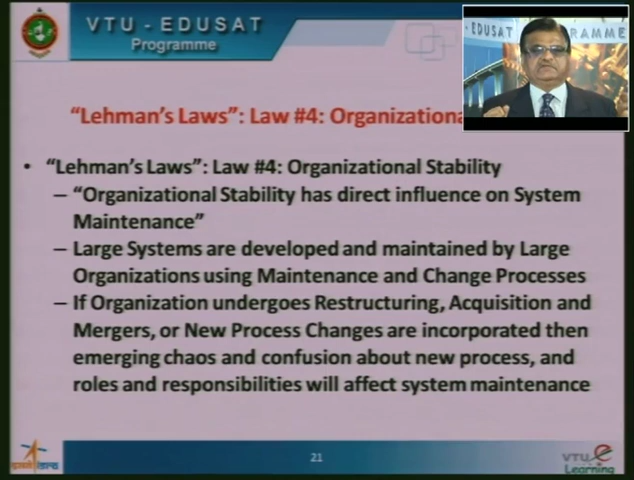 VTU - EDUSAT
Programme
- EDUSAT
RAMME
"Lehman's Laws": Law #4: Organizationa
• "Lehman's Laws": Law #4: Organizational Stability
– "Organizational Stability has direct influence on System
Maintenance"
– Large Systems are developed and maintained by Large
Organizations using Maintenance and Change Processes
– If Organization undergoes Restructuring, Acquisition and
Mergers, or New Process Changes are incorporated then
emerging chaos and confusion about new process, and
roles and responsibilities will affect system maintenance
21
VTU e
Learning